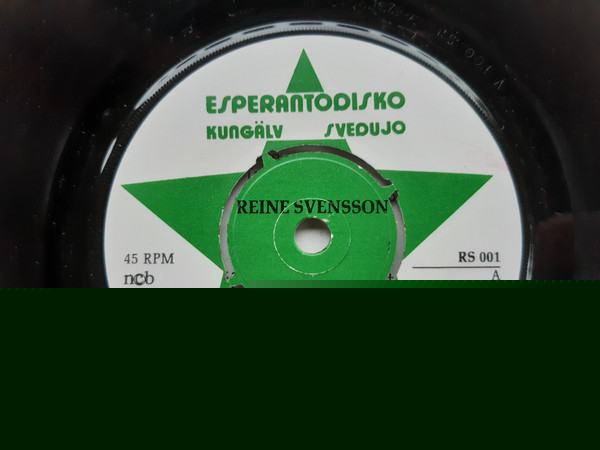 ESPERANTODISKO
KUNGÄLV SVEDUJO
REINE SVENSSON
45 RPM
RS 001
ncb
A